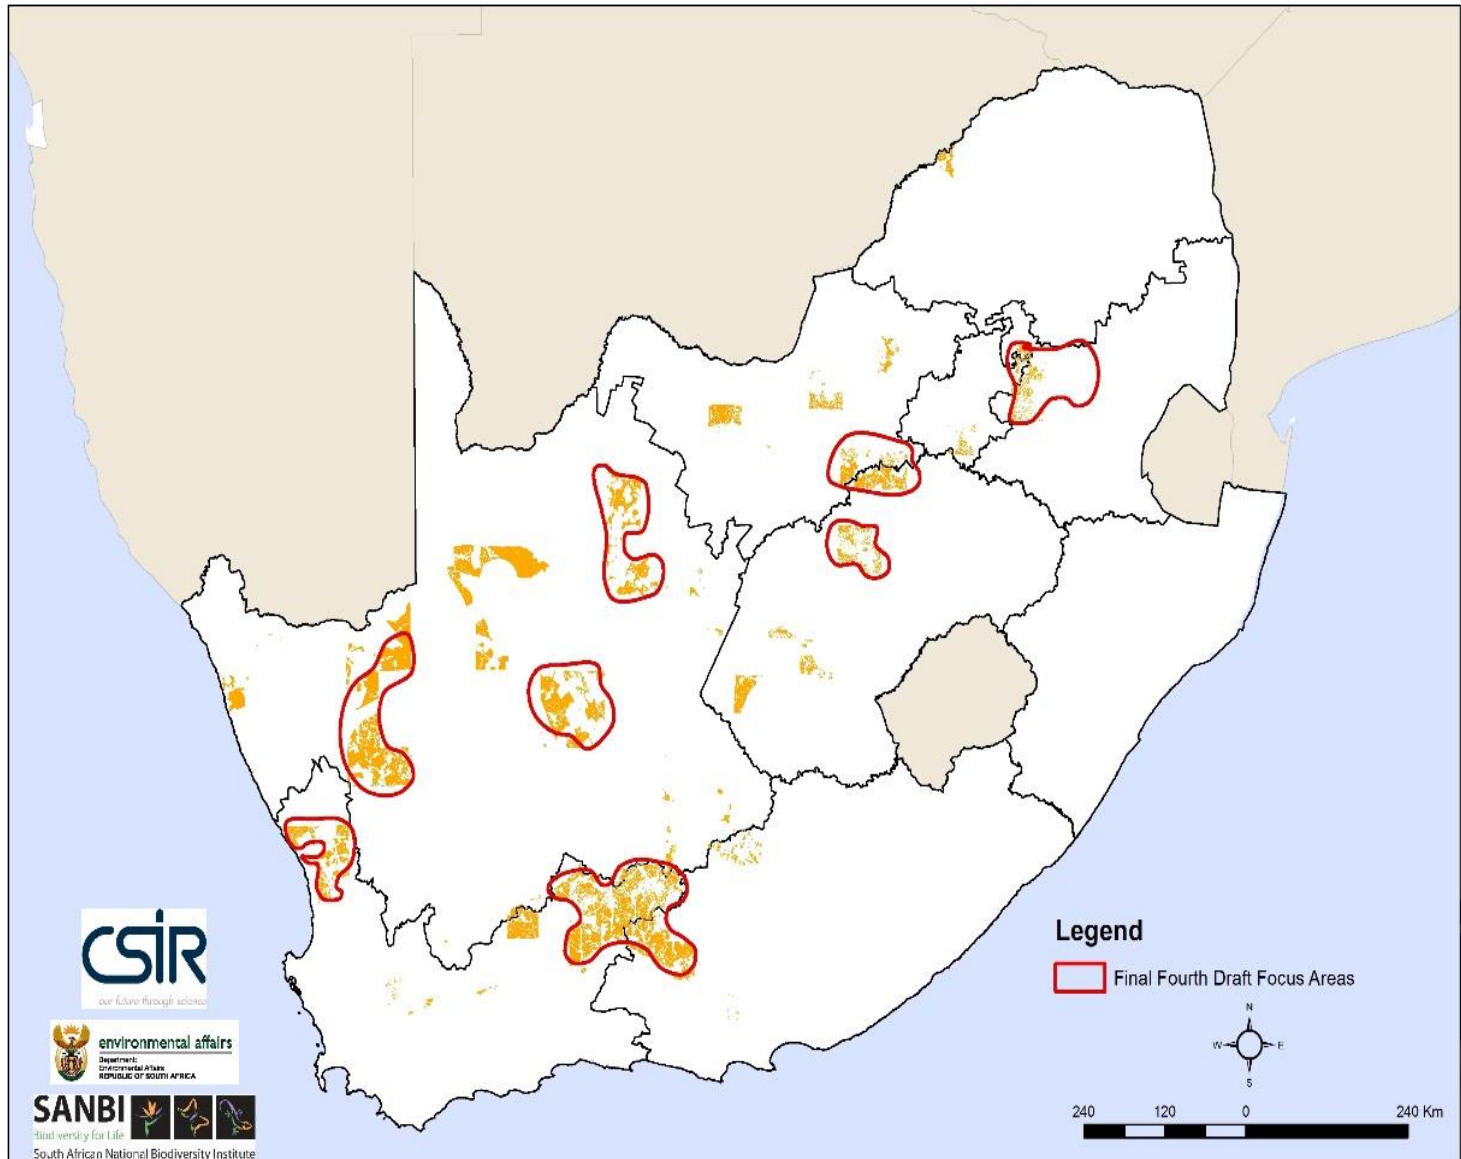 Legend
Final Fourth Draft Focus Areas
N
W E
S
240 120 0 240 Km
CSIR
our future through science
environmental affairs
Department:
Environmental Affairs
REPUBLIC OF SOUTH AFRICA
SANBI
Biodiversity for Life
South African National Biodiversity Institute